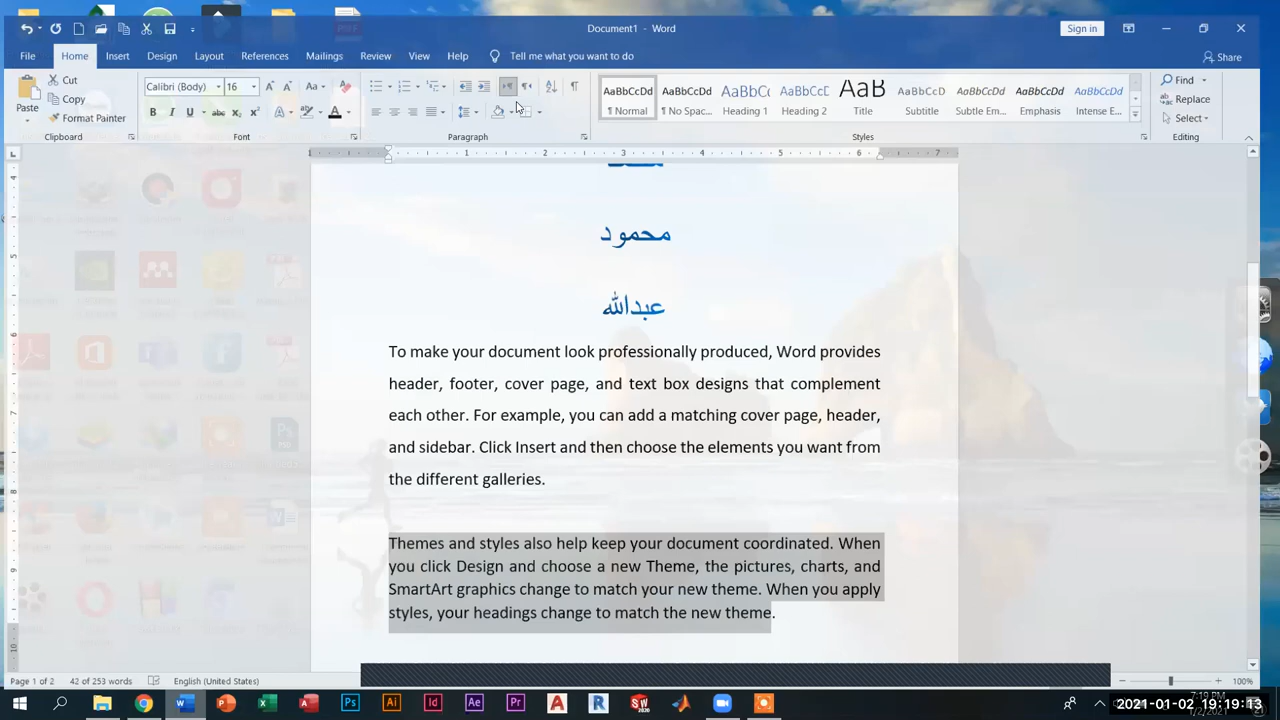 Document1 - Word
Sign in
File Home Insert Design Layout References Mailings Review View Help Tell me what you want to do
Share
Paste
Cut
Copy
Format Painter
Clipboard
Calibri (Body) 16
Font
Paragraph
AaBbCcDd AaBbCcDd AaBbCc AaBbCcD AaB AaBbCcD AaBbCcDd AaBbCcDd AaBbCcDd
¶ Normal ¶ No Spac... Heading 1 Heading 2 Title Subtitle Subtle Em... Emphasis Intense E...
Styles
Find
Replace
Select
Editing
محمود
عبدالله
To make your document look professionally produced, Word provides
header, footer, cover page, and text box designs that complement
each other. For example, you can add a matching cover page, header,
and sidebar. Click Insert and then choose the elements you want from
the different galleries.
Themes and styles also help keep your document coordinated. When
you click Design and choose a new Theme, the pictures, charts, and
SmartArt graphics change to match your new theme. When you apply
styles, your headings change to match the new theme.
Page 1 of 2 42 of 253 words English (United States)
100%
7:19 PM
2021-01-02 19:19:13
1/2/2021